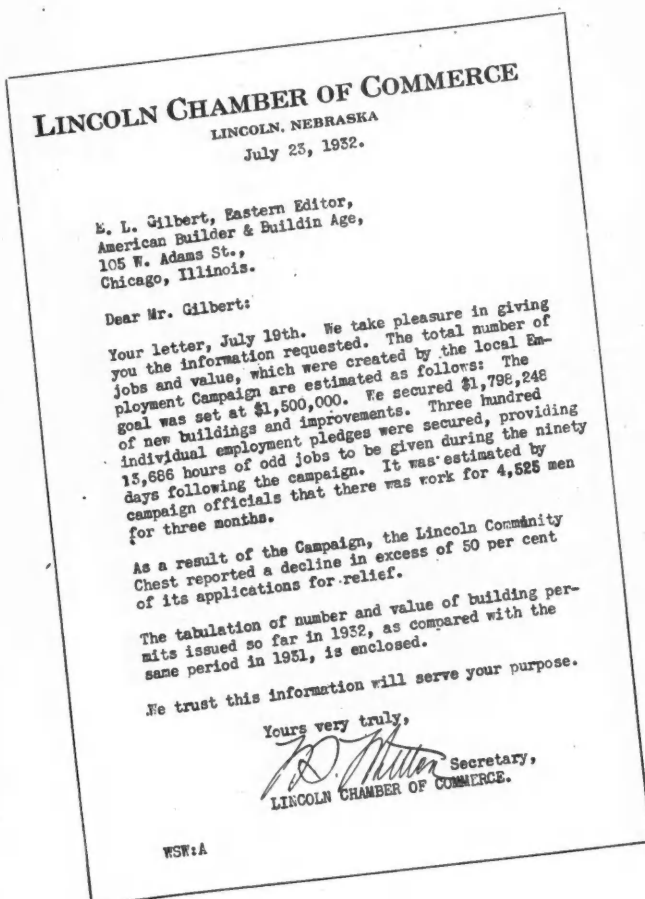 LINCOLN CHAMBER OF COMMERCE
LINCOLN, NEBRASKA
July 23, 1932.
E. L. Gilbert, Eastern Editor,
American Builder & Buildin Age,
105 W. Adams St.,
Chicago, Illinois.
Dear Mr. Gilbert:
Your letter, July 19th. We take pleasure in giving
you the information requested. The total number of
jobs and value, which were created by the local Em-
ployment Campaign are estimated as follows: The
goal was set at $1,500,000. We secured $1,798,248
of new buildings and improvements. Three hundred
individual employment pledges were secured, providing
13,686 hours of odd jobs to be given during the ninety
days following the campaign. It was estimated by
campaign officials that there was work for 4,525 men
for three months.
As a result of the Campaign, the Lincoln Community
Chest reported a decline in excess of 50 per cent
of its applications for relief.
The tabulation of number and value of building per-
mits issued so far in 1932, as compared with the
same period in 1931, is enclosed.
We trust this information will serve your purpose.
Yours very truly,
Secretary,
LINCOLN CHAMBER OF COMMERCE.
WSW:A